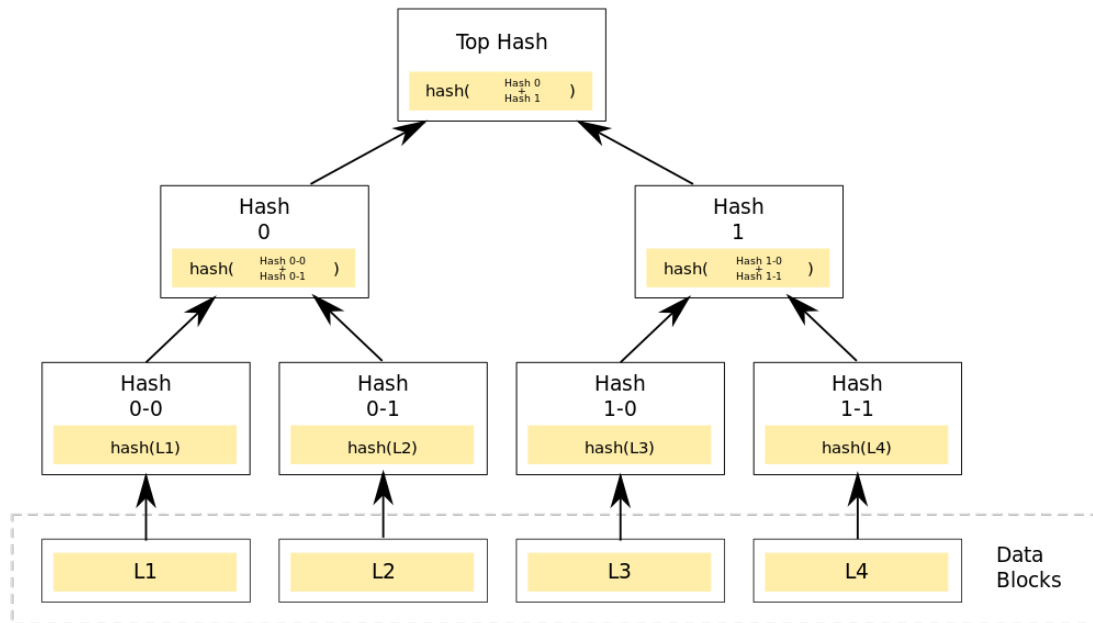 Top Hash
hash( Hash 0 + Hash 1 )
Hash
0
hash( Hash 0-0 + Hash 0-1 )
Hash
1
hash( Hash 1-0 + Hash 1-1 )
Hash
0-0
hash(L1)
Hash
0-1
hash(L2)
Hash
1-0
hash(L3)
Hash
1-1
hash(L4)
L1
L2
L3
L4
Data
Blocks